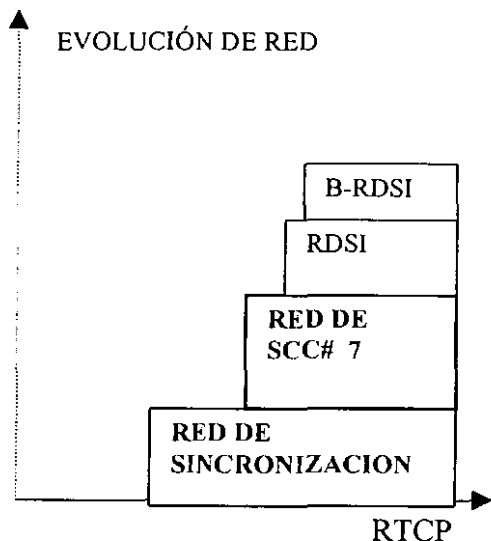 EVOLUCIÓN DE RED
B-RDSI
RDSI
RED DE
SCC# 7
RED DE
SINCRONIZACION
RTCP